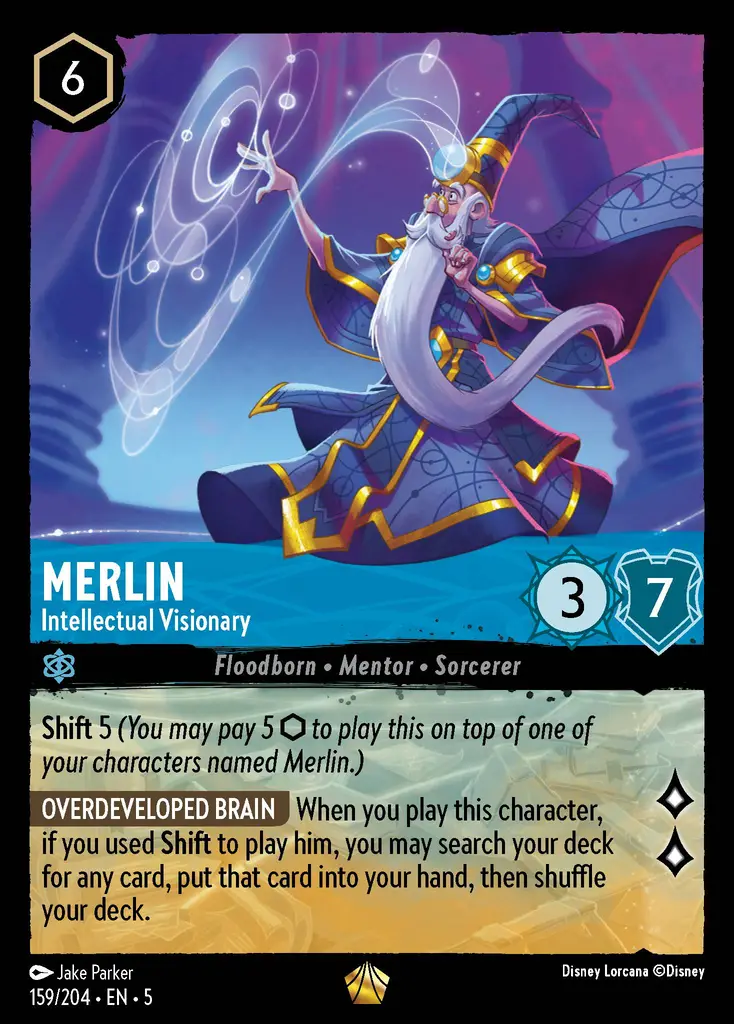 6
MERLIN
Intellectual Visionary
3
7
Floodborn • Mentor • Sorcerer
Shift 5 (You may pay 5 ⬡ to play this on top of one of
your characters named Merlin.)
OVERDEVELOPED BRAIN When you play this character,
if you used Shift to play him, you may search your deck
for any card, put that card into your hand, then shuffle
your deck.
Jake Parker
Disney Lorcana ©Disney
159/204 • EN • 5